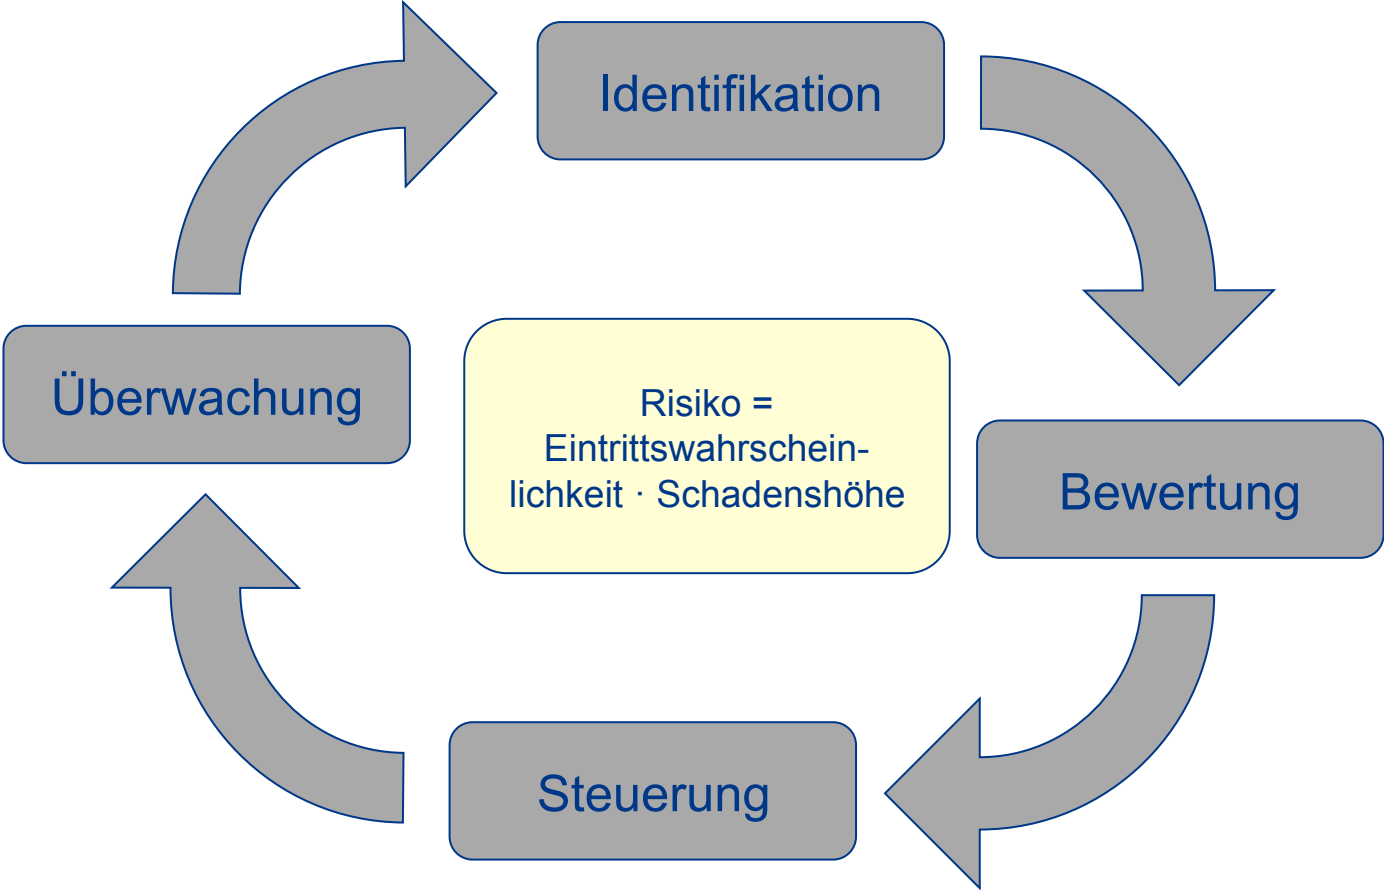 Identifikation
Überwachung
Risiko =
Eintrittswahrschein-
lichkeit · Schadenshöhe
Bewertung
Steuerung